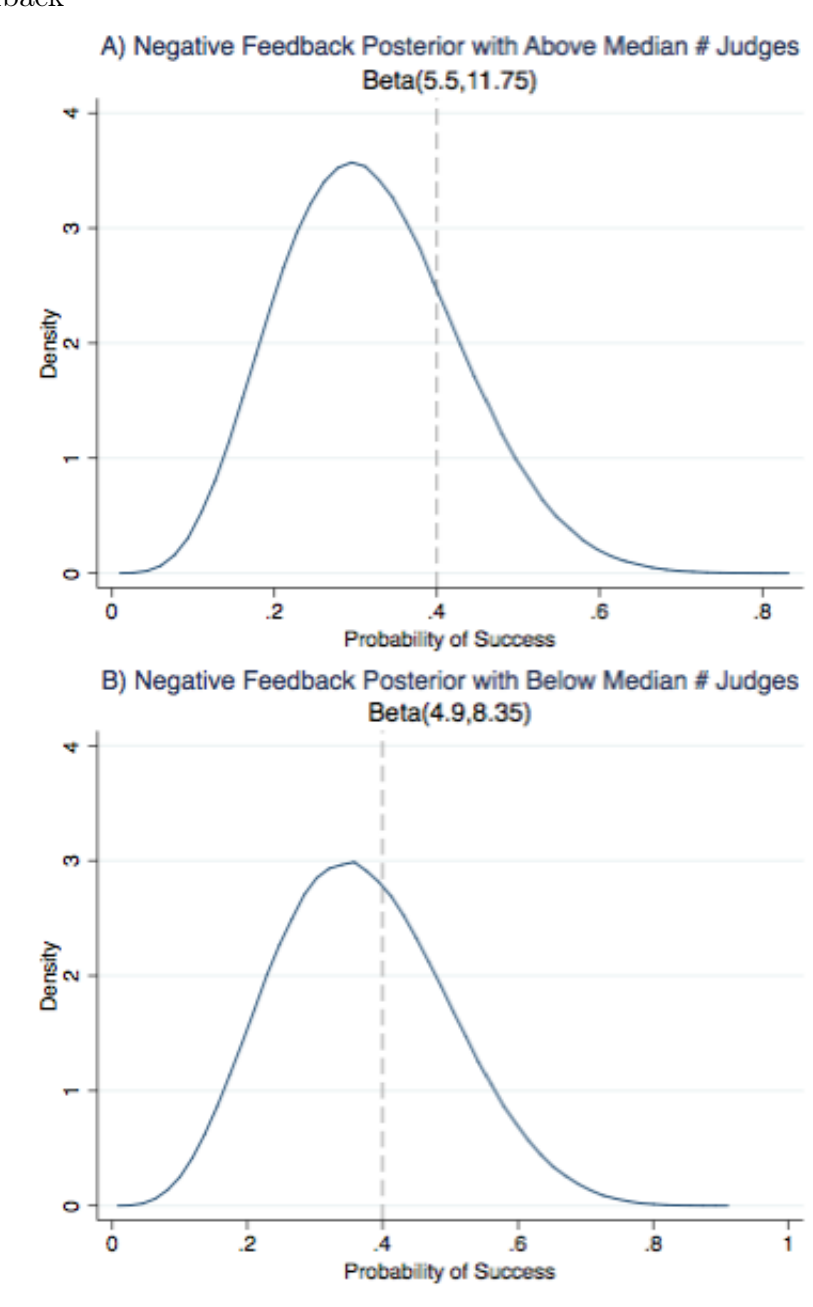 A) Negative Feedback Posterior with Above Median # Judges
Beta(5.5,11.75)
4
3
2
1
0
Density
0 .2 .4 .6 .8
Probability of Success
B) Negative Feedback Posterior with Below Median # Judges
Beta(4.9,8.35)
4
3
2
1
0
Density
0 .2 .4 .6 .8 1
Probability of Success